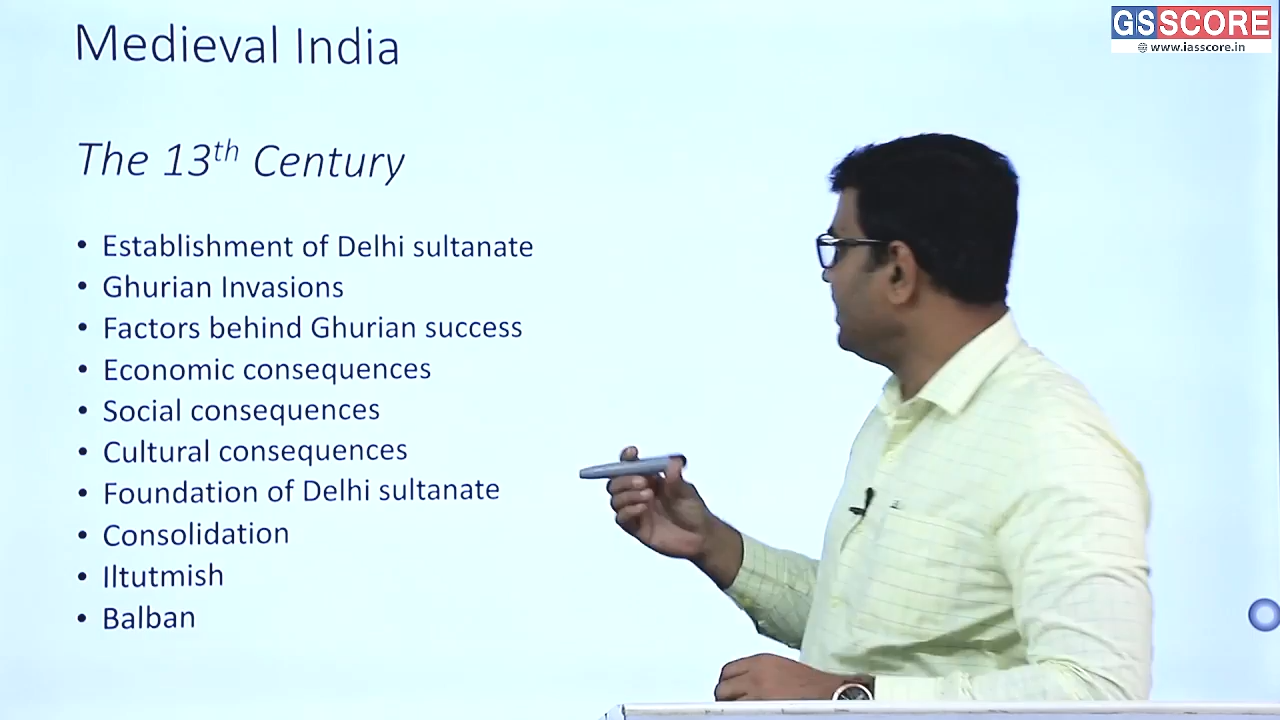 Medieval India
GSSCORE
www.iasscore.in
The 13th Century
• Establishment of Delhi sultanate
• Ghurian Invasions
• Factors behind Ghurian success
• Economic consequences
• Social consequences
• Cultural consequences
• Foundation of Delhi sultanate
• Consolidation
• Iltutmish
• Balban